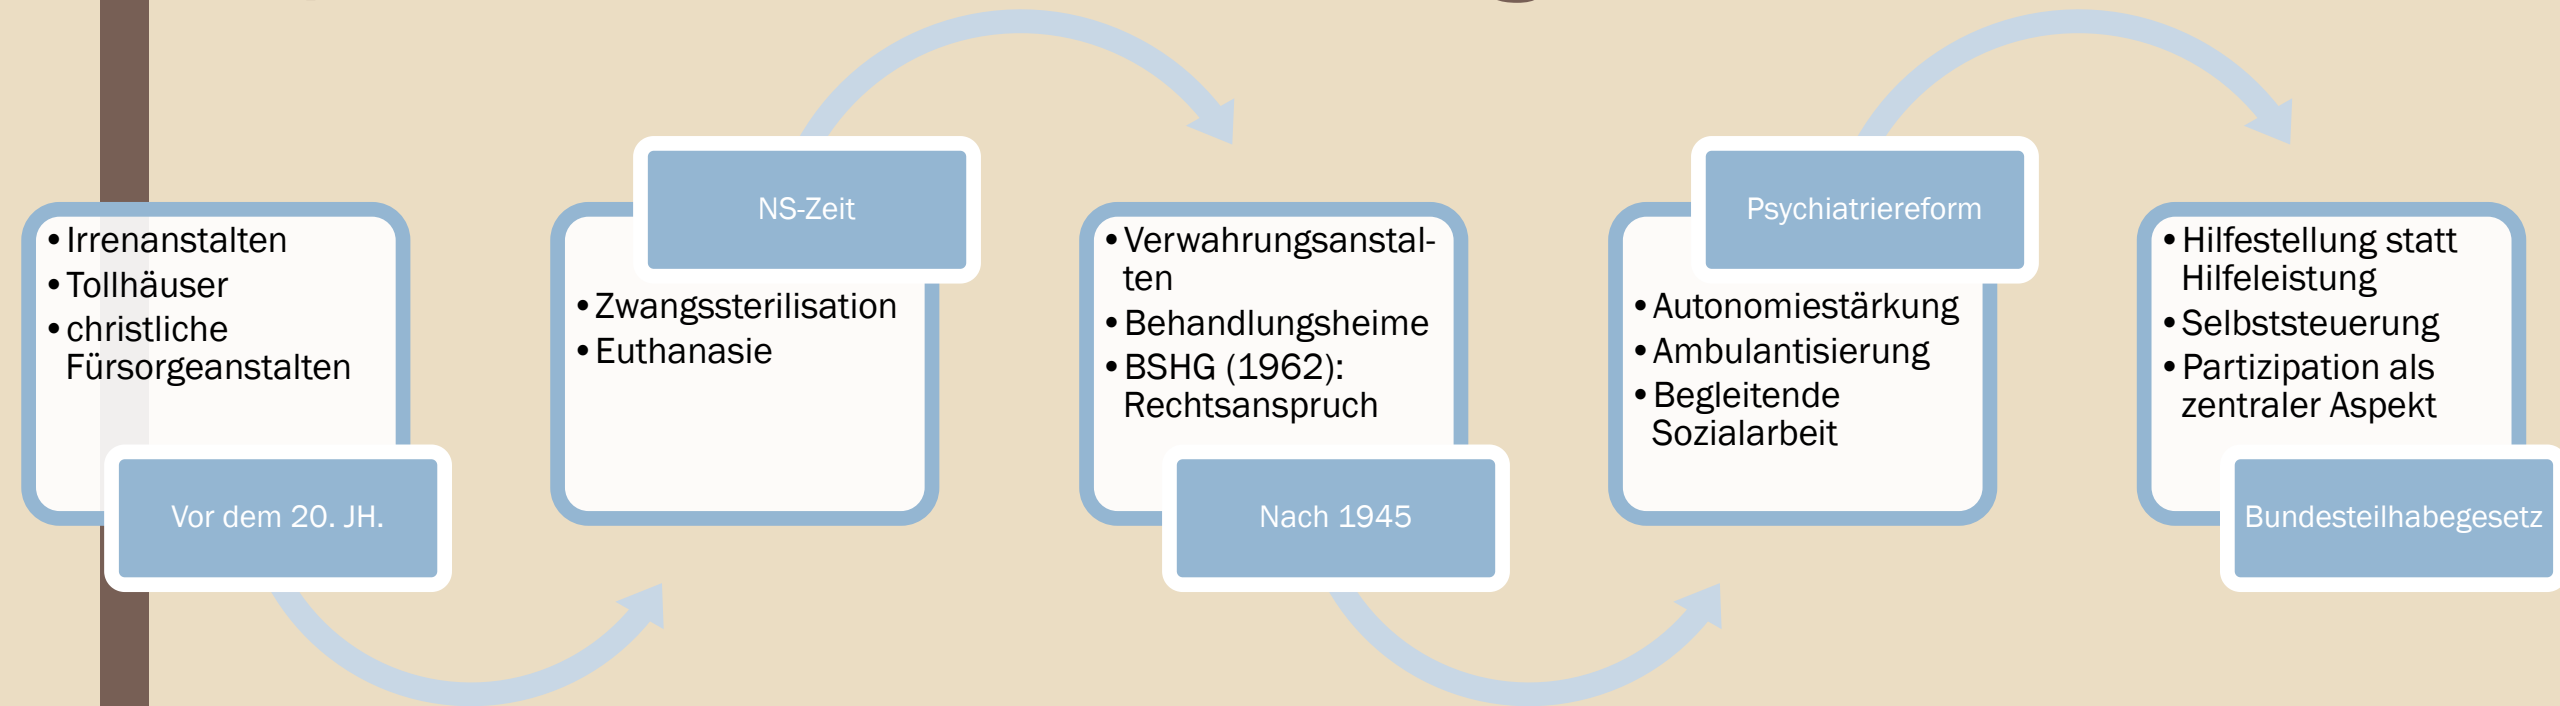 • Irrenanstalten
• Tollhäuser
• christliche
Fürsorgeanstalten
Vor dem 20. JH.
NS-Zeit
• Zwangssterilisation
• Euthanasie
• Verwahrungsanstal-
ten
• Behandlungsheime
• BSHG (1962):
Rechtsanspruch
Nach 1945
Psychiatriereform
• Autonomiestärkung
• Ambulantisierung
• Begleitende
Sozialarbeit
• Hilfestellung statt
Hilfeleistung
• Selbststeuerung
• Partizipation als
zentraler Aspekt
Bundesteilhabegesetz